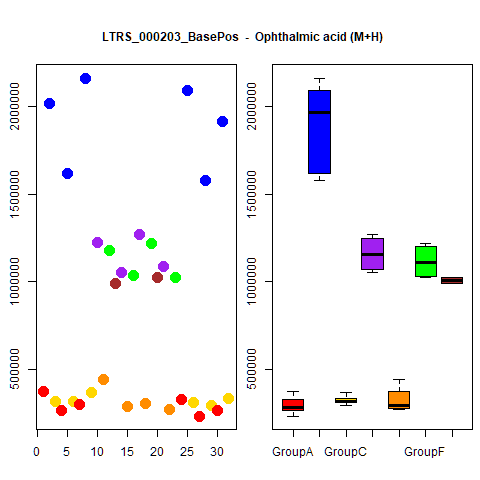 LTRS_000203_BasePos - Ophthalmic acid (M+H)
2000000
1500000
1000000
500000
0 5 10 15 20 25 30
2000000
1500000
1000000
500000
GroupA GroupC GroupF